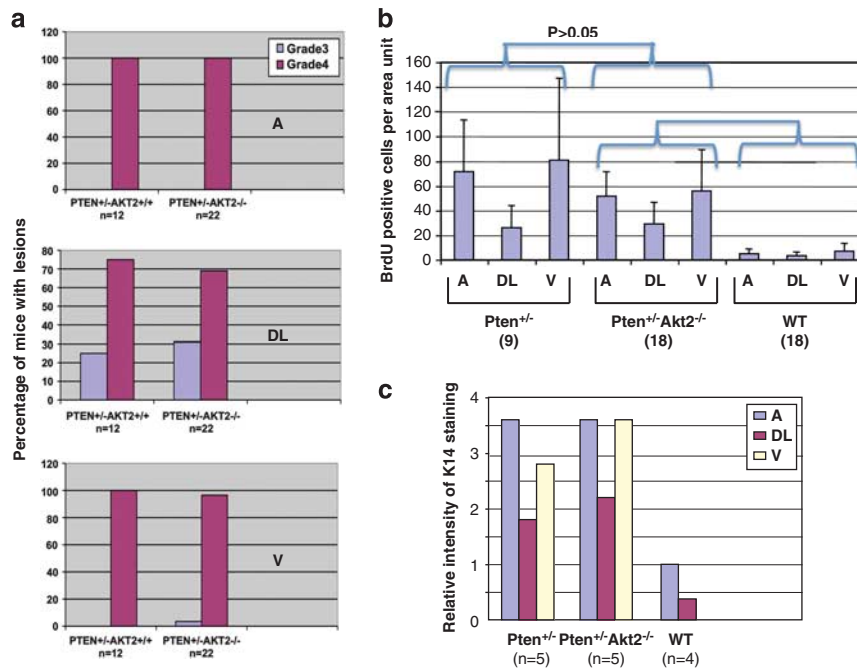 a
Percentage of mice with lesions
120
100
80
60
40
20
0
Grade3
Grade4
A
PTEN+/-AKT2+/+
n=12
PTEN+/-AKT2-/-
n=22
80
70
60
50
40
30
20
10
0
DL
PTEN+/-AKT2+/+
n=12
PTEN+/-AKT2-/-
n=22
120
100
80
60
40
20
0
V
PTEN+/-AKT2+/+
n=12
PTEN+/-AKT2-/-
n=22
b
P>0.05
BrdU positive cells per area unit
160
140
120
100
80
60
40
20
0
A DL V A DL V A DL V
Pten+/- Pten+/-Akt2-/- WT
(9) (18) (18)
c
Relative intensity of K14 staining
4
3
2
1
0
A
DL
V
Pten+/- Pten+/-Akt2-/- WT
(n=5) (n=5) (n=4)